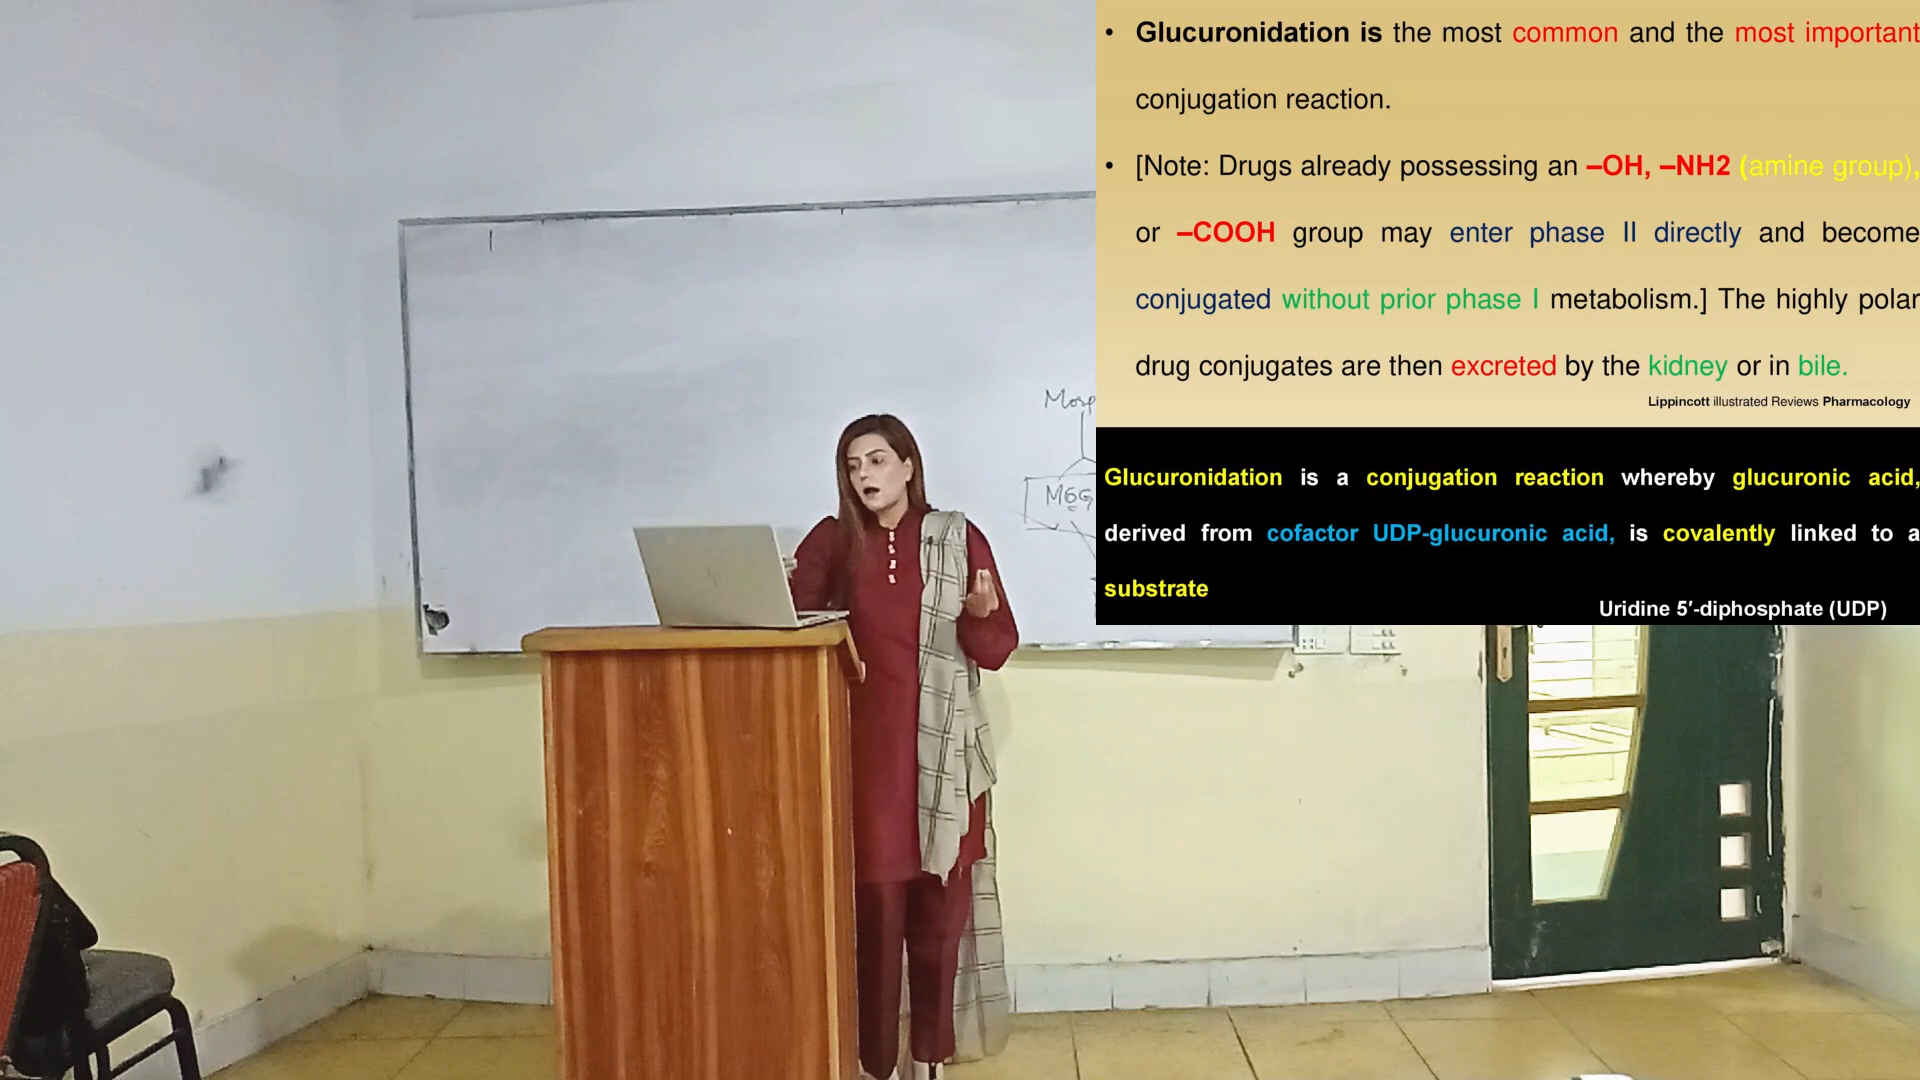 • Glucuronidation is the most common and the most important
conjugation reaction.
• [Note: Drugs already possessing an –OH, –NH2 (amine group),
or –COOH group may enter phase II directly and become
conjugated without prior phase I metabolism.] The highly polar
drug conjugates are then excreted by the kidney or in bile.
Lippincott illustrated Reviews Pharmacology
Morp
M6G
Glucuronidation is a conjugation reaction whereby glucuronic acid,
derived from cofactor UDP-glucuronic acid, is covalently linked to a
substrate
Uridine 5′-diphosphate (UDP)